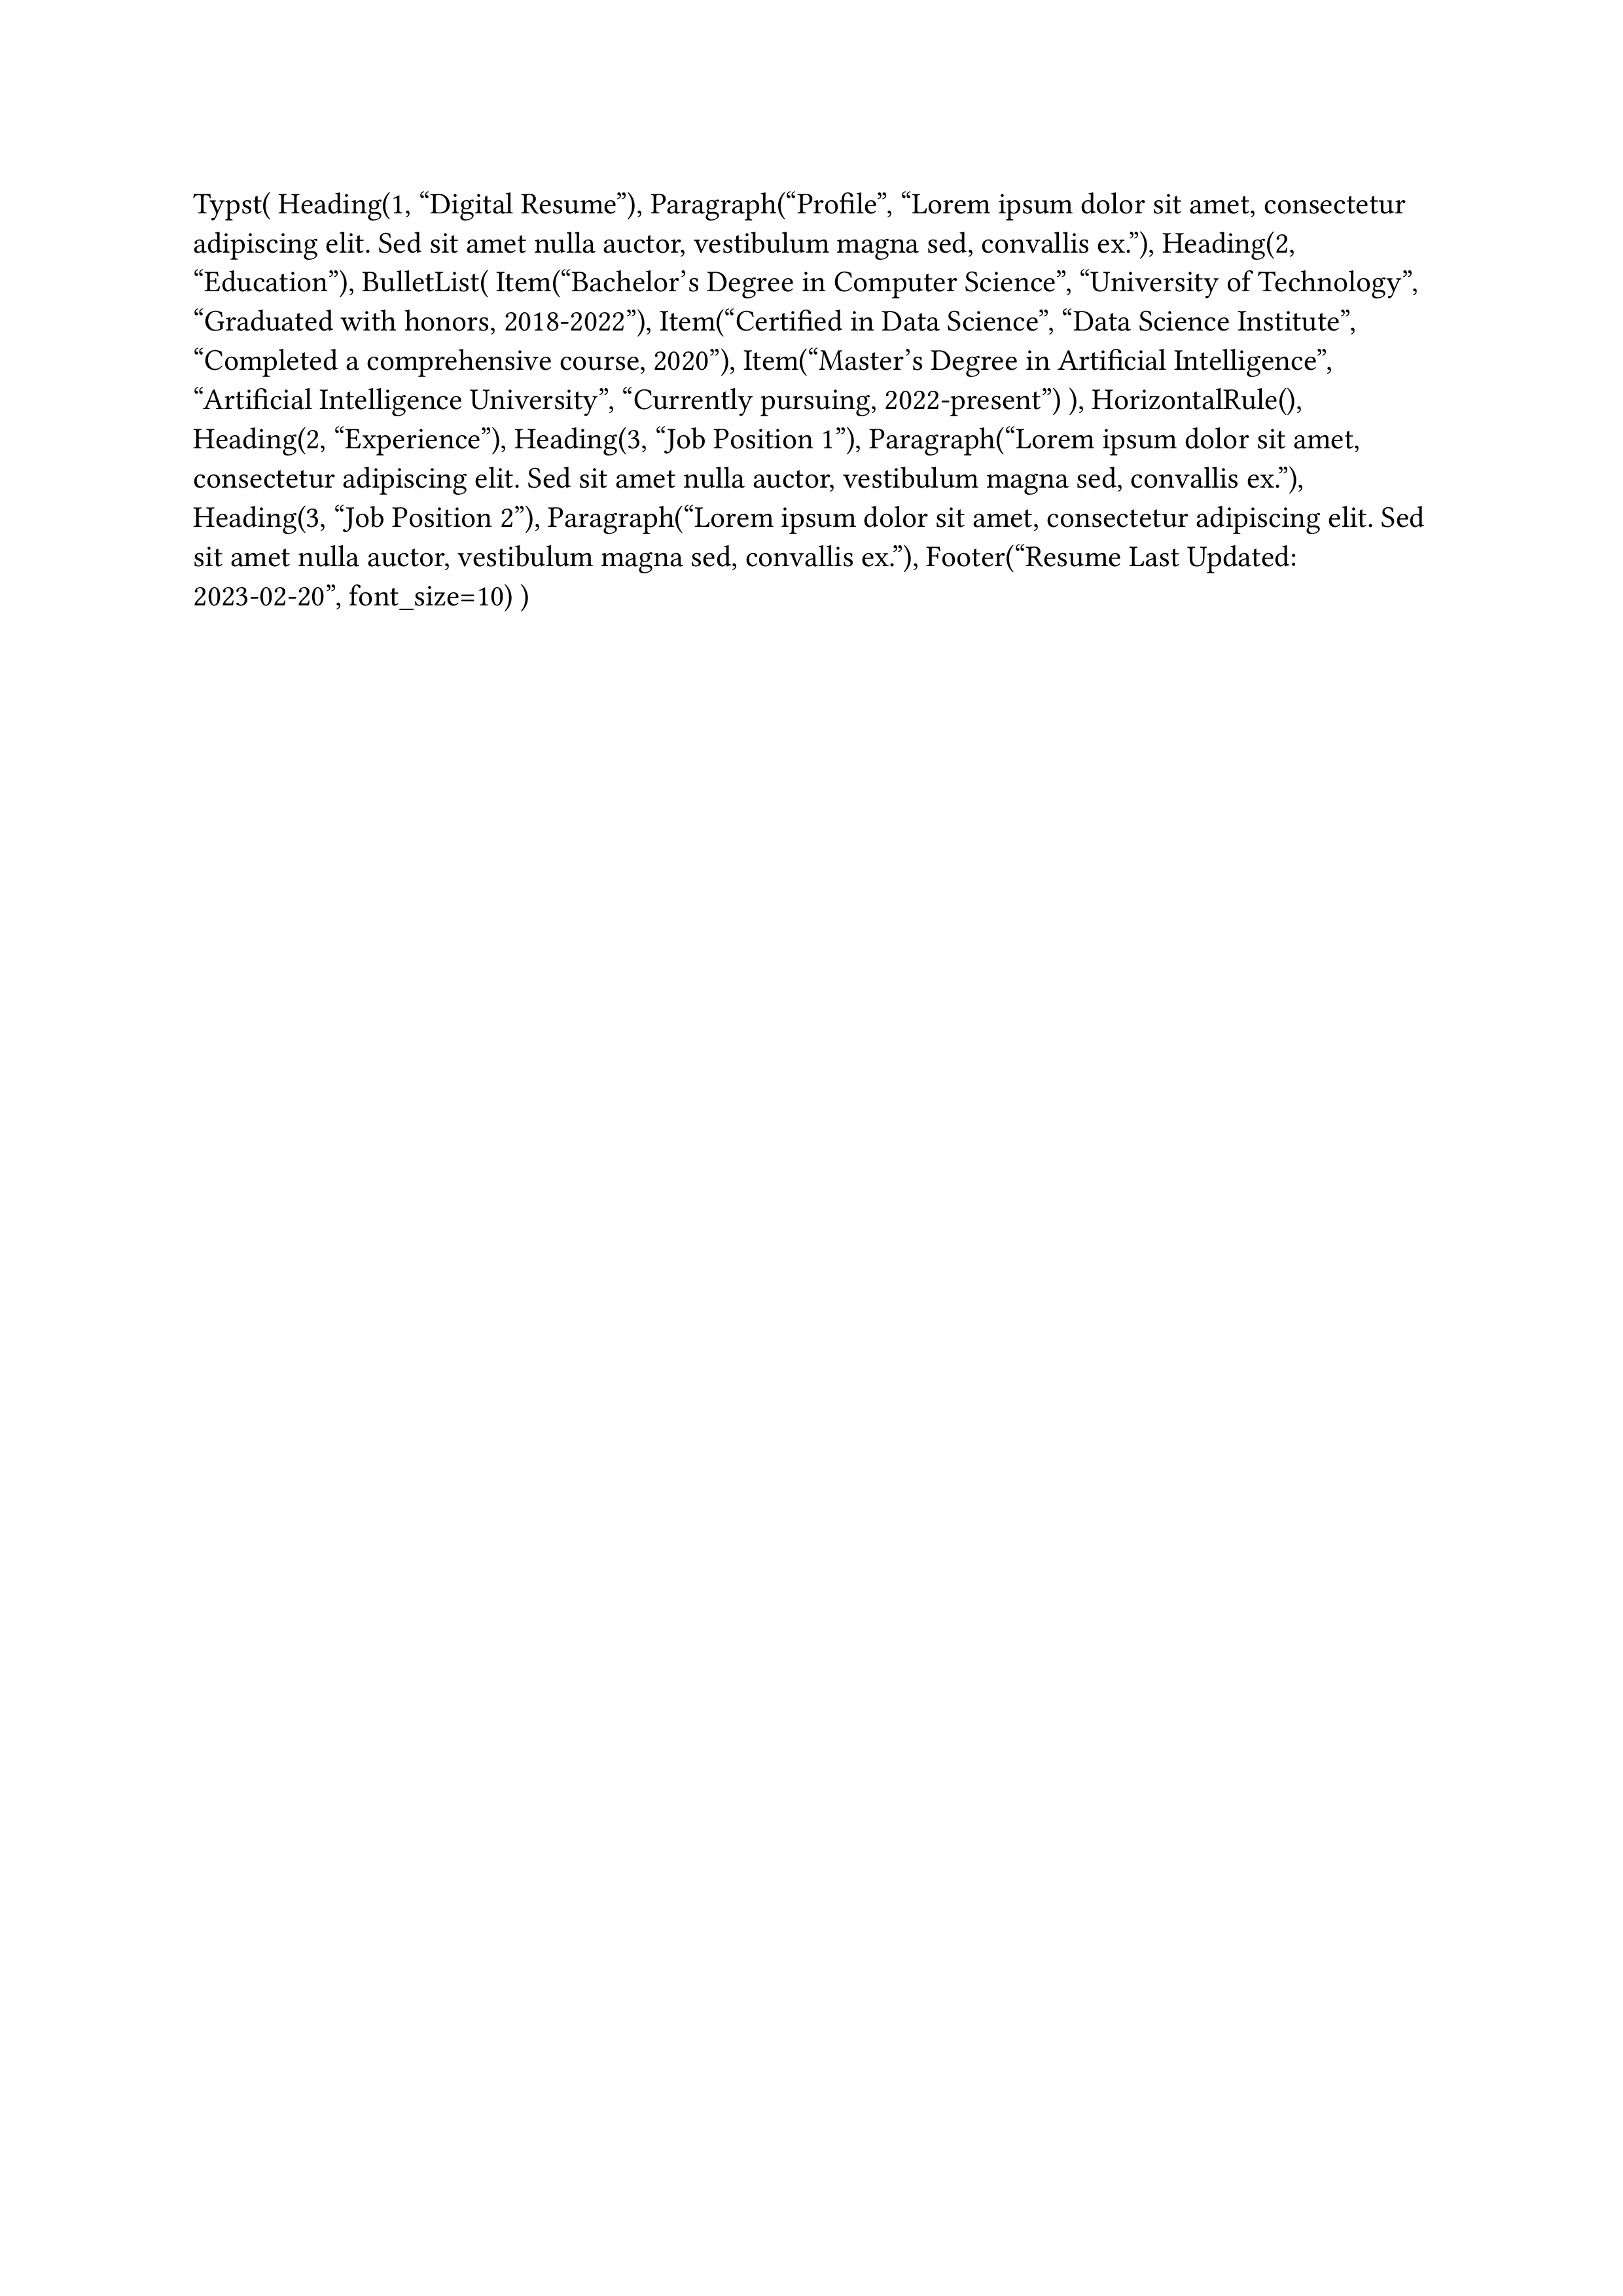 Typst( Heading(1, “Digital Resume”), Paragraph(“Profile”, “Lorem ipsum dolor sit amet, consectetur
adipiscing elit. Sed sit amet nulla auctor, vestibulum magna sed, convallis ex.”), Heading(2,
“Education”), BulletList( Item(“Bachelor’s Degree in Computer Science”, “University of Technology”,
“Graduated with honors, 2018-2022”), Item(“Certified in Data Science”, “Data Science Institute”,
“Completed a comprehensive course, 2020”), Item(“Master’s Degree in Artificial Intelligence”,
“Artificial Intelligence University”, “Currently pursuing, 2022-present”) ), HorizontalRule(),
Heading(2, “Experience”), Heading(3, “Job Position 1”), Paragraph(“Lorem ipsum dolor sit amet,
consectetur adipiscing elit. Sed sit amet nulla auctor, vestibulum magna sed, convallis ex.”),
Heading(3, “Job Position 2”), Paragraph(“Lorem ipsum dolor sit amet, consectetur adipiscing elit. Sed
sit amet nulla auctor, vestibulum magna sed, convallis ex.”), Footer(“Resume Last Updated:
2023-02-20”, font_size=10) )